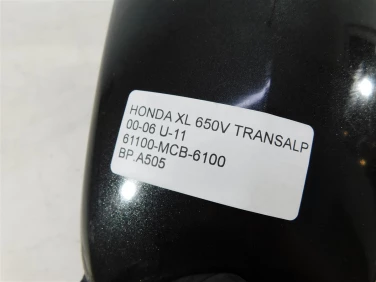 HONDA XL 650V TRANSALP
00-06 U-11
61100-MCB-6100
BP.A505